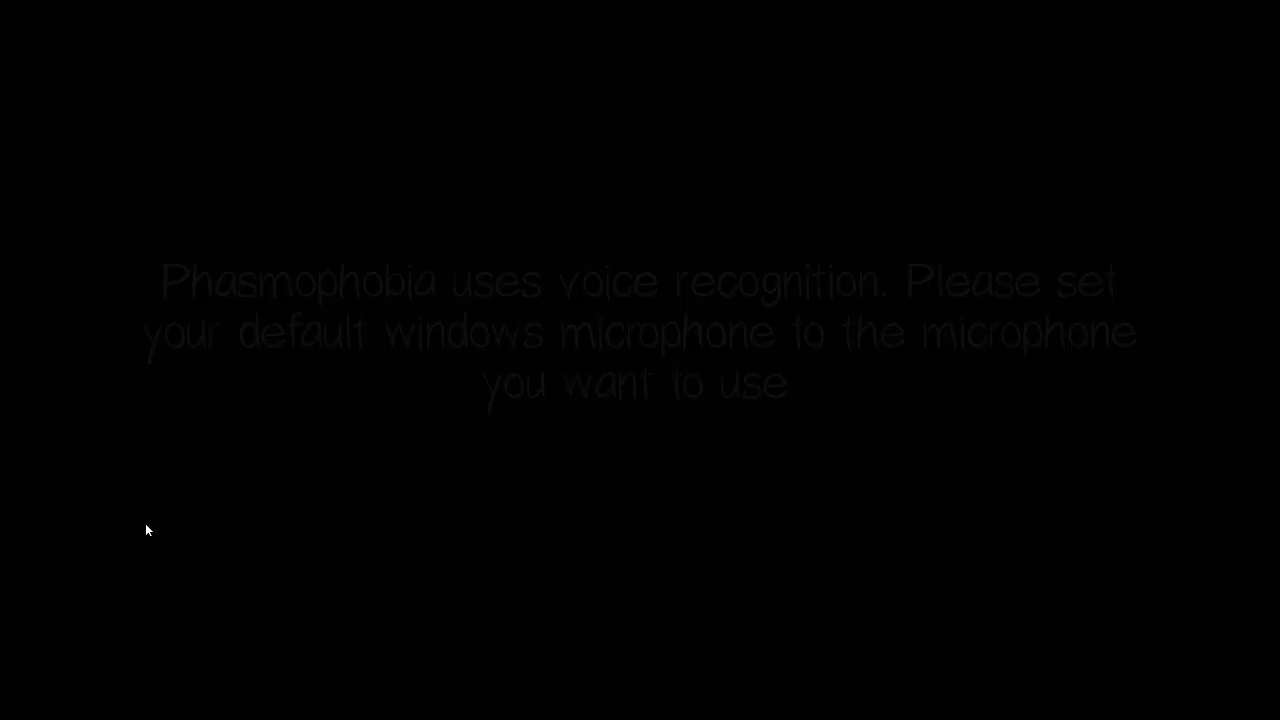 Phasmophobia uses voice recognition. Please set
your default windows microphone to the microphone
you want to use.